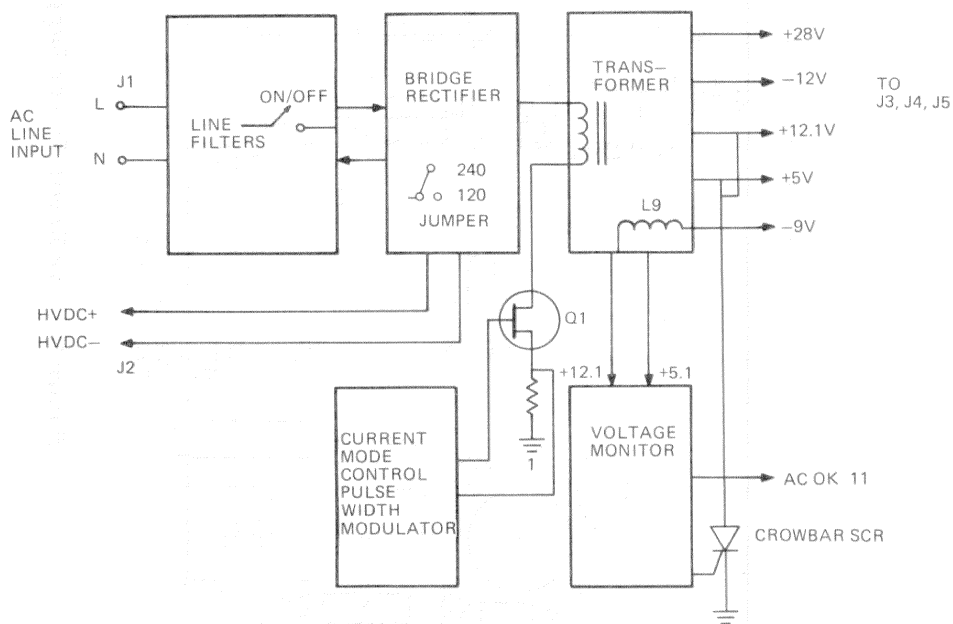 J1
L
N
AC
LINE
INPUT
ON/OFF
LINE
FILTERS
BRIDGE
RECTIFIER
240
120
JUMPER
TRANS–
FORMER
L9
+28V
–12V
+12.1V
+5V
–9V
TO
J3, J4, J5
HVDC+
HVDC–
J2
Q1
1
CURRENT
MODE
CONTROL
PULSE
WIDTH
MODULATOR
+12.1
+5.1
VOLTAGE
MONITOR
AC OK 11
CROWBAR SCR